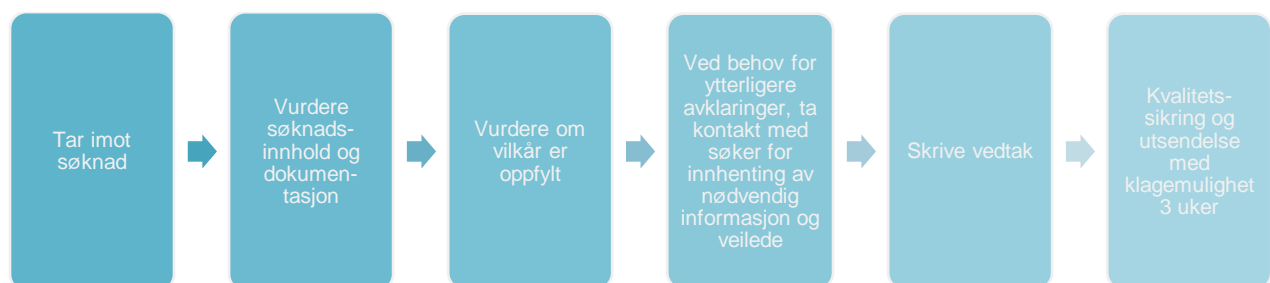 Tar imot
søknad
Vurdere
søknads-
innhold og
dokumen-
tasjon
Vurdere om
vilkår er
oppfylt
Ved behov for
ytterligere
avklaringer, ta
kontakt med
søker for
innhenting av
nødvendig
informasjon og
veilede
Skrive vedtak
Kvalitets-
sikring og
utsendelse
med
klagemulighet
3 uker